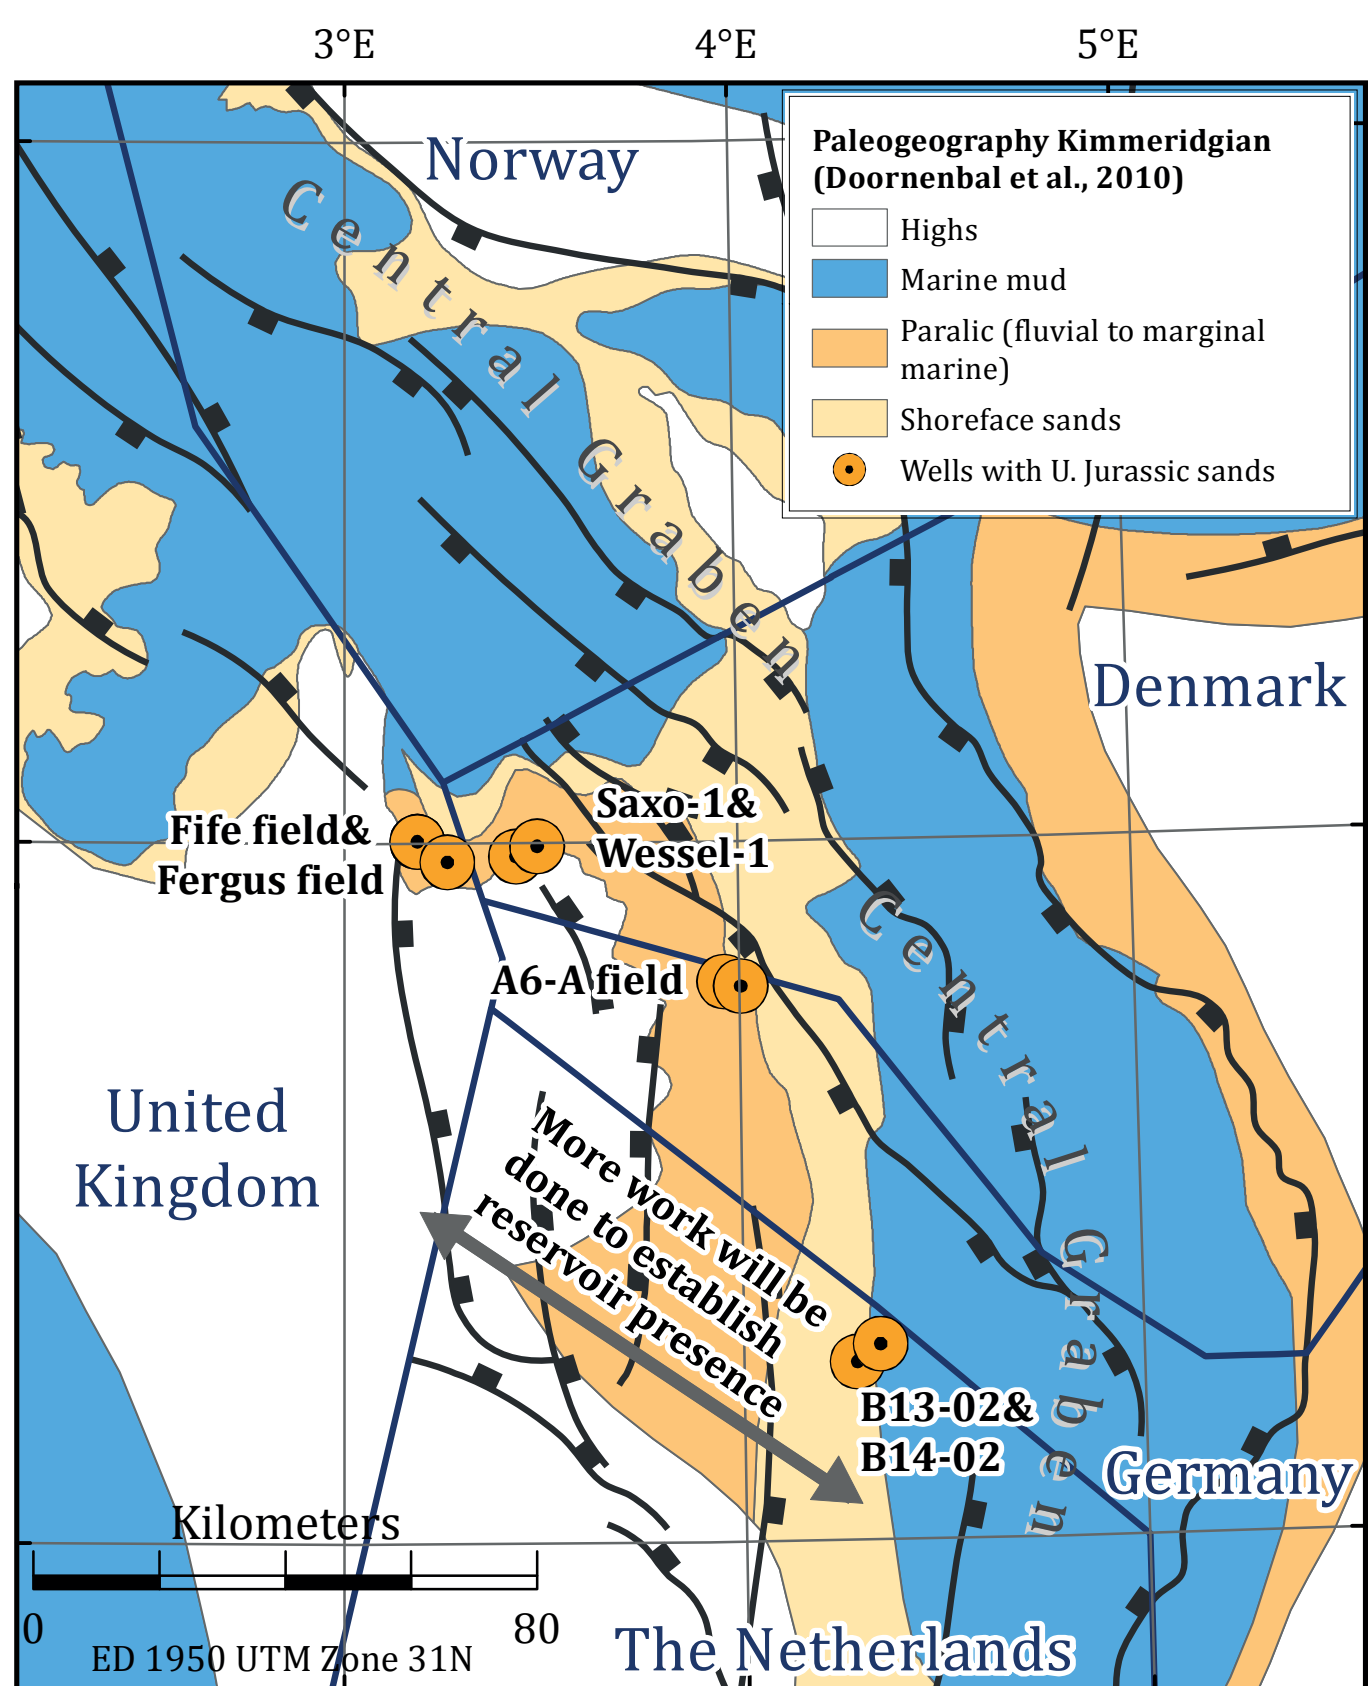 3°E 4°E 5°E
Norway
Paleogeography Kimmeridgian
(Doornenbal et al., 2010)
Highs
Marine mud
Paralic (fluvial to marginal
marine)
Shoreface sands
Wells with U. Jurassic sands
Central Graben
Denmark
Saxo-1&
Wessel-1
Fife field&
Fergus field
A6-A field
Central Graben
United
Kingdom
More work will be
done to establish
reservoir presence
B13-02&
B14-02
Germany
Kilometers
0 80
ED 1950 UTM Zone 31N
The Netherlands